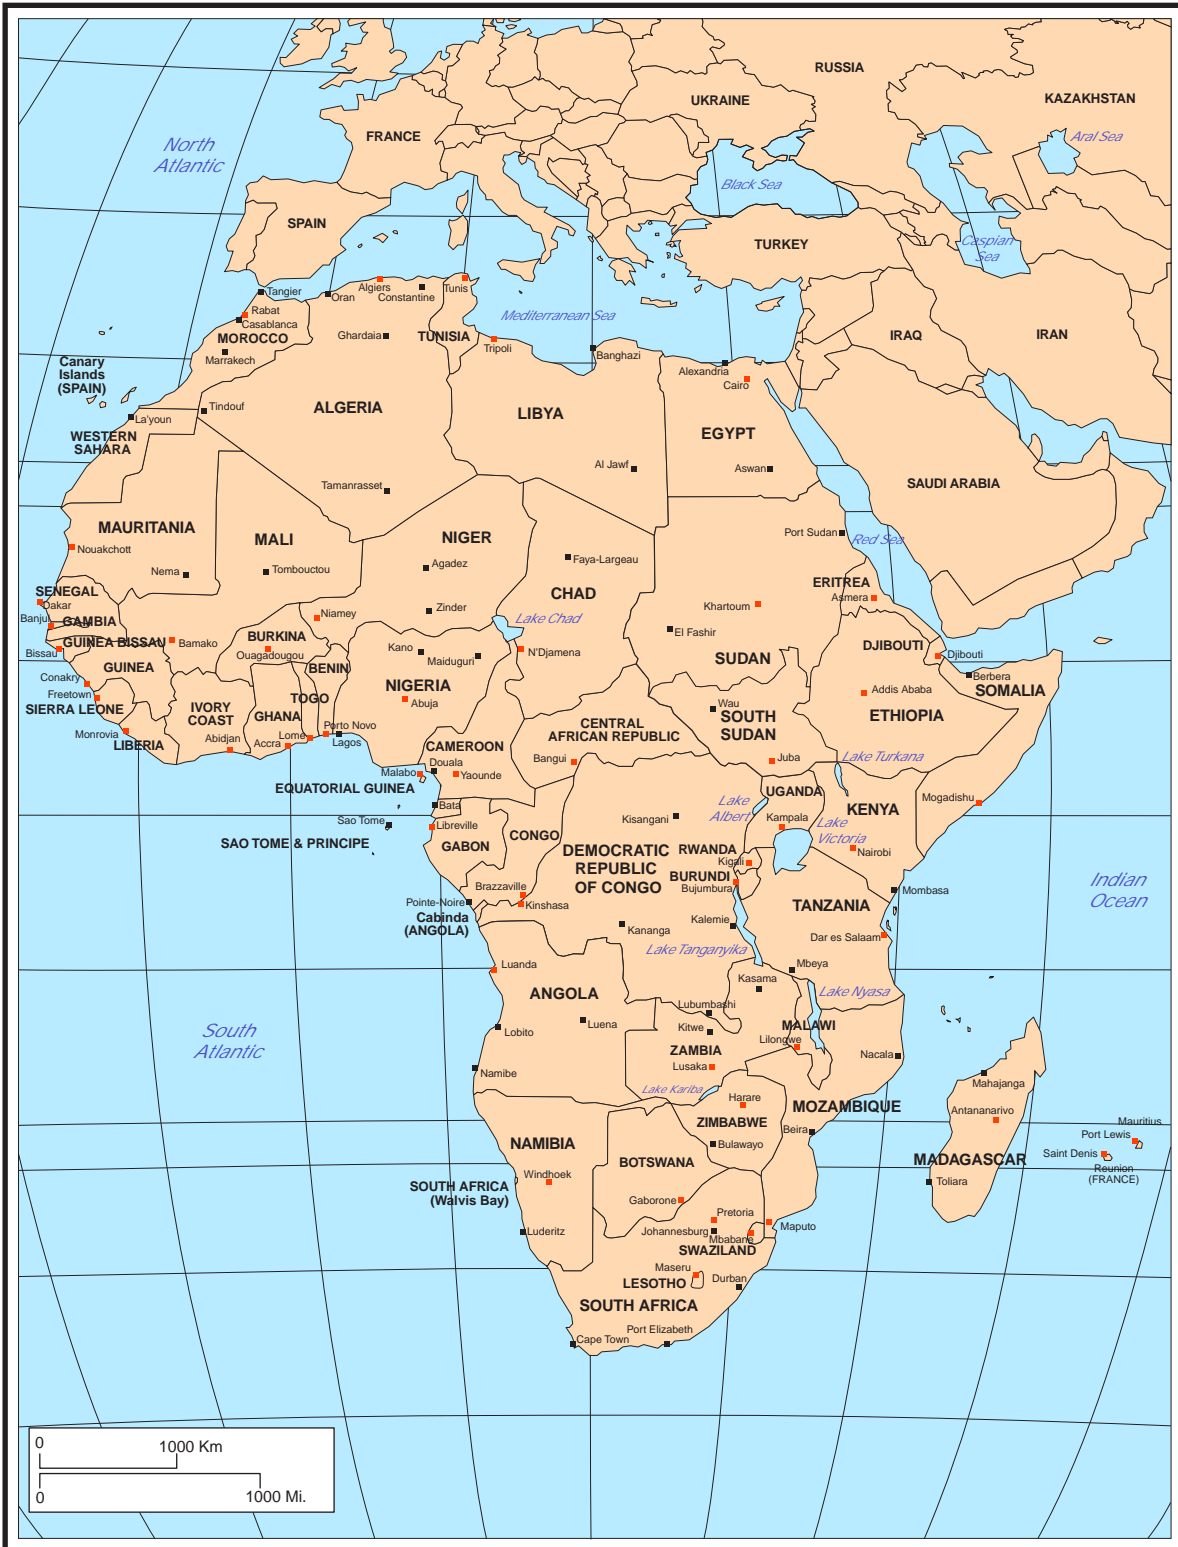 RUSSIA
UKRAINE
KAZAKHSTAN
FRANCE
North
Atlantic
Aral Sea
Black Sea
SPAIN
TURKEY
Caspian
Sea
Tangier
Oran
Algiers
Constantine
Tunis
Rabat
Casablanca
MOROCCO
Marrakech
Ghardaia
TUNISIA
Tripoli
Mediterranean Sea
Banghazi
Alexandria
Cairo
IRAQ
IRAN
Canary
Islands
(SPAIN)
La'youn
Tindouf
WESTERN
SAHARA
ALGERIA
LIBYA
EGYPT
Al Jawf
Aswan
SAUDI ARABIA
Tamanrasset
MAURITANIA
Nouakchott
Nema
MALI
Tombouctou
NIGER
Agadez
Zinder
Faya-Largeau
CHAD
Lake Chad
Port Sudan
Red Sea
ERITREA
Asmera
Khartoum
El Fashir
SUDAN
SENEGAL
Dakar
Banjul
GAMBIA
GUINEA BISSAU
Bissau
Bamako
Niamey
BURKINA
Ouagadougou
BENIN
Kano
Maiduguri
N'Djamena
NIGERIA
Abuja
DJIBOUTI
Djibouti
Berbera
SOMALIA
Addis Ababa
ETHIOPIA
GUINEA
Conakry
Freetown
SIERRA LEONE
Monrovia
LIBERIA
IVORY
COAST
Abidjan
GHANA
Accra
TOGO
Lome
Porto Novo
Lagos
CENTRAL
AFRICAN REPUBLIC
Bangui
Wau
SOUTH
SUDAN
Juba
Lake Turkana
CAMEROON
Douala
Malabo
Yaounde
EQUATORIAL GUINEA
Bata
Sao Tome
Libreville
SAO TOME & PRINCIPE
GABON
CONGO
Kisangani
Lake
Albert
UGANDA
Kampala
Lake
Victoria
KENYA
Nairobi
Mogadishu
DEMOCRATIC
REPUBLIC
OF CONGO
RWANDA
Kigali
BURUNDI
Bujumbura
Brazzaville
Kinshasa
Pointe-Noire
Cabinda
(ANGOLA)
Kananga
Kalemie
Lake Tanganyika
TANZANIA
Mombasa
Dar es Salaam
Indian
Ocean
Luanda
ANGOLA
Luena
Lobito
Namibe
Mbeya
Kasama
Lake Nyasa
Lubumbashi
Kitwe
MALAWI
Lilongwe
ZAMBIA
Lusaka
Lake Kariba
Nacala
South
Atlantic
Harare
ZIMBABWE
Bulawayo
MOZAMBIQUE
Beira
Mahajanga
Antananarivo
MADAGASCAR
Toliara
Mauritius
Port Lewis
Saint Denis
Reunion
(FRANCE)
NAMIBIA
Windhoek
SOUTH AFRICA
(Walvis Bay)
Luderitz
BOTSWANA
Gaborone
Pretoria
Johannesburg
Mbabane
Maputo
SWAZILAND
Maseru
LESOTHO
Durban
SOUTH AFRICA
Port Elizabeth
Cape Town
0
1000 Km
0
1000 Mi.